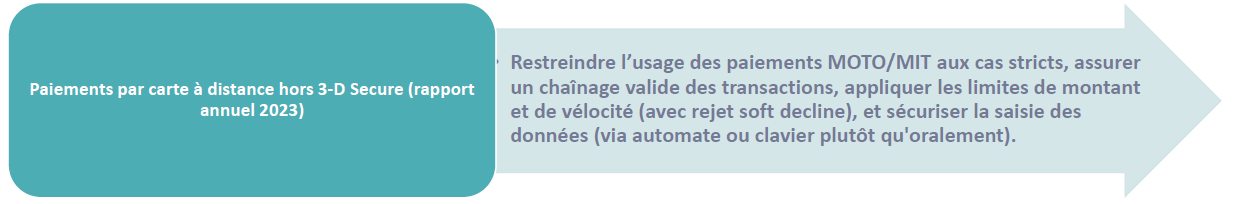 Paiements par carte à distance hors 3-D Secure (rapport
annuel 2023)
• Restreindre l’usage des paiements MOTO/MIT aux cas stricts, assurer
un chaînage valide des transactions, appliquer les limites de montant
et de vélocité (avec rejet soft decline), et sécuriser la saisie des
données (via automate ou clavier plutôt qu'oralement).